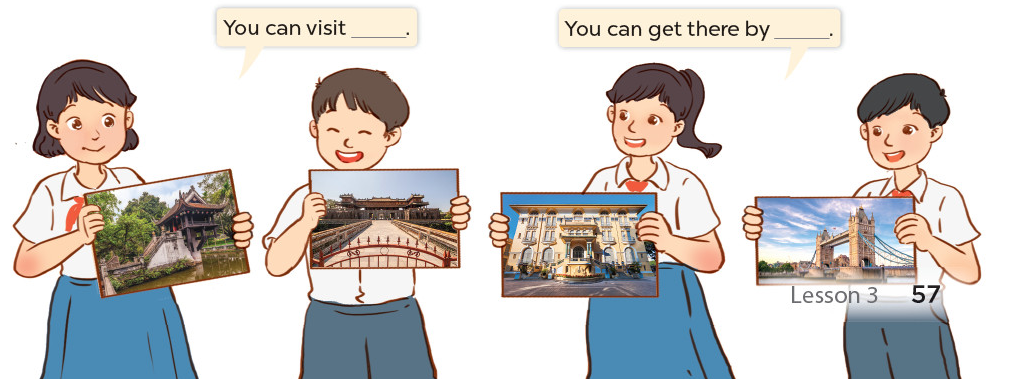 You can visit _____.
You can get there by _____.
Lesson 3 57